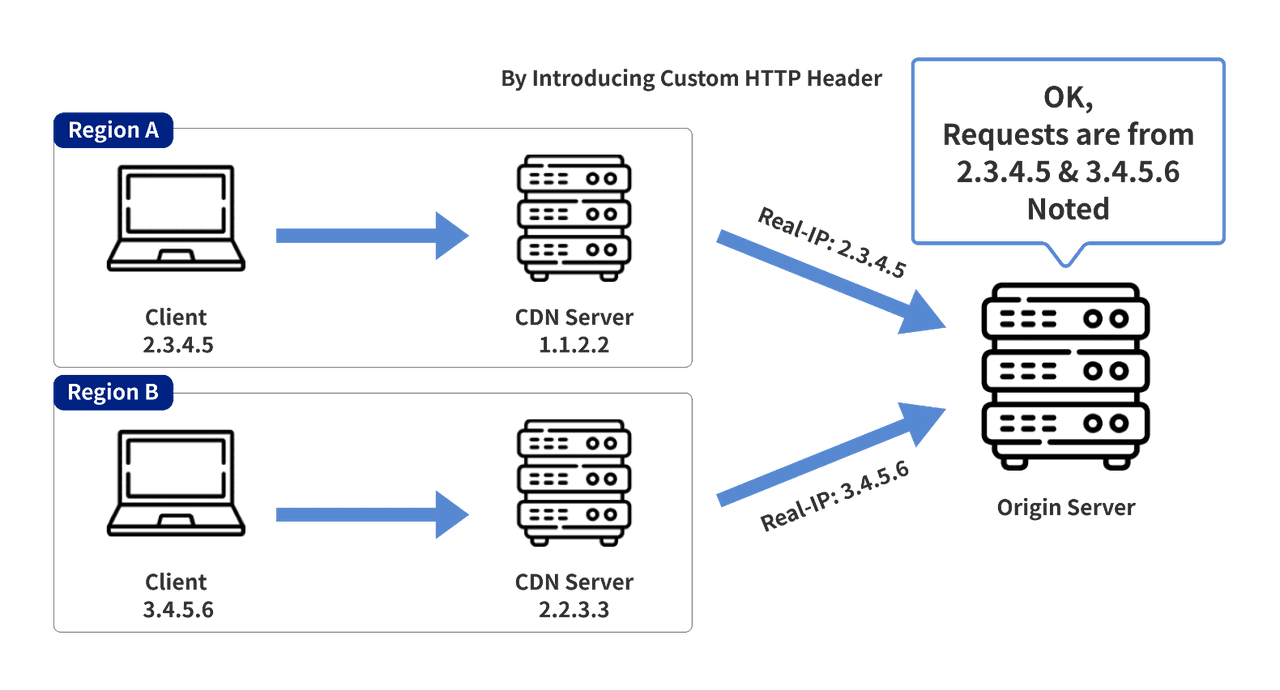 By Introducing Custom HTTP Header
OK,
Requests are from
2.3.4.5 & 3.4.5.6
Noted
Region A
Client
2.3.4.5
CDN Server
1.1.2.2
Real-IP: 2.3.4.5
Region B
Client
3.4.5.6
CDN Server
2.2.3.3
Real-IP: 3.4.5.6
Origin Server